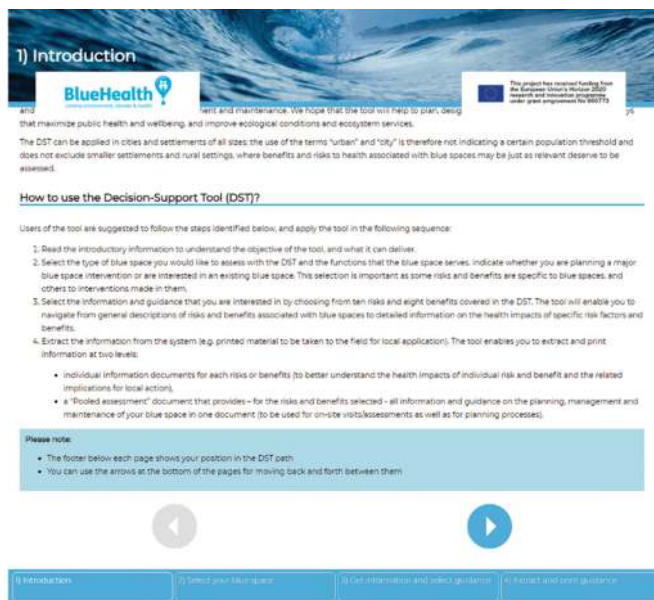 1) Introduction
BlueHealth
Linking environment, climate & health
This project has received funding from
the European Union's Horizon 2020
research and innovation programme
under grant agreement No 666773
and
ment and maintenance. We hope that the tool will help to plan, desig
ys
that maximize public health and wellbeing, and improve ecological conditions and ecosystem services.
The DST can be applied in cities and settlements of all sizes; the use of the terms "urban" and "city" is therefore not indicating a certain population threshold and
does not exclude smaller settlements and rural settings, where benefits and risks to health associated with blue spaces may be just as relevant deserve to be
assessed.
How to use the Decision-Support Tool (DST)?
Users of the tool are suggested to follow the steps identified below, and apply the tool in the following sequence:
1. Read the introductory information to understand the objective of the tool, and what it can deliver.
2. Select the type of blue space you would like to assess with the DST and the functions that the blue space serves, indicate whether you are planning a major
blue space intervention or are interested in an existing blue space. This selection is important as some risks and benefits are specific to blue spaces, and
others to interventions made in them.
3. Select the information and guidance that you are interested in by choosing from ten risks and eight benefits covered in the DST. The tool will enable you to
navigate from general descriptions of risks and benefits associated with blue spaces to detailed information on the health impacts of specific risk factors and
benefits.
4. Extract the information from the system (e.g. printed material to be taken to the field for local application). The tool enables you to extract and print
information at two levels:
• individual information documents for each risks or benefits (to better understand the health impacts of individual risk and benefit and the related
implications for local action),
• a "Pooled assessment" document that provides – for the risks and benefits selected - all information and guidance on the planning, management and
maintenance of your blue space in one document (to be used for on-site visits/assessments as well as for planning processes).
Please note:
• The footer below each page shows your position in the DST path
• You can use the arrows at the bottom of the pages for moving back and forth between them
1) Introduction
2) Select your blue space
3) Get information and select guidance
4) Extract and print guidance